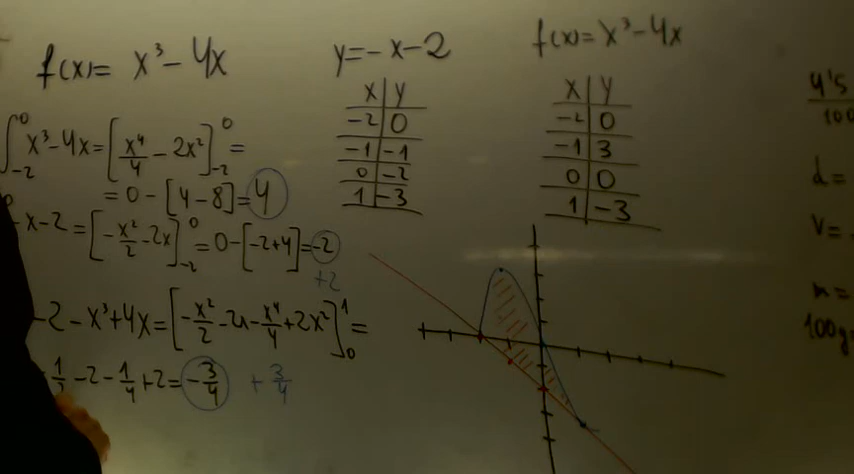 f(x)= x³-4x
∫₋₂⁰ x³-4x=[x⁴/4 - 2x²]₋₂⁰ =
= 0-[4-8]=4
-x-2=[-x²/2-2x]₋₂⁰=0-[-2+4]=-2
+2
-2-x³+4x=[-x²/2-2x-x⁴/4+2x²]₀¹=
-2-1/4+2=-3/4 +3/4
y=-x-2
x y
-2 0
-1 -1
0 -2
1 -3
f(x)=x³-4x
x y
-2 0
-1 3
0 0
1 -3
100
d=
V=
m=
100g